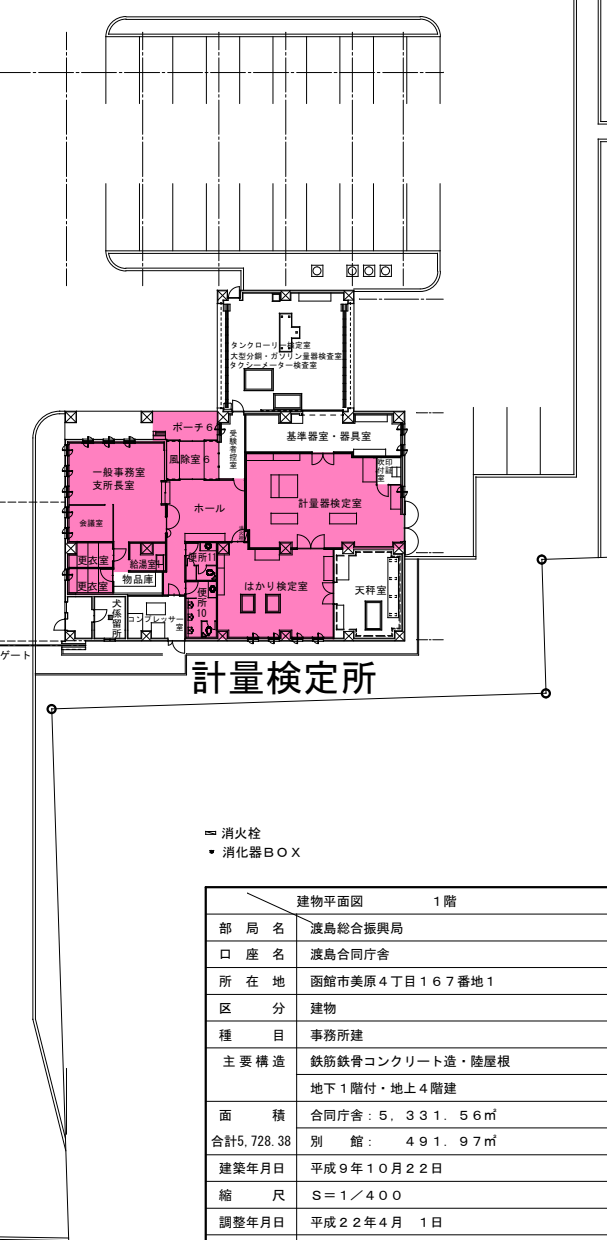 タンクローリー検定室
大型分銅・ガソリン量器検査室
タクシーメーター検査室
ポーチ64
受験者控室
基準器室・器具室
風除室6
一般事務室
支所長室
計量器検定室
ホール
会議室
更衣室
給湯室
便所11
更衣室
物品庫
便所10
はかり検定室
天秤室
犬係留所
コンプレッサー室
ゲート
計量検定所
消火栓
消化器BOX
建物平面図 1階
部局名 渡島総合振興局
口座名 渡島合同庁舎
所在地 函館市美原4丁目167番地1
区分 建物
種目 事務所建
主要構造 鉄筋鉄骨コンクリート造・陸屋根
地下1階付・地上4階建
面積 合同庁舎：5,331.56㎡
合計5,728.38 別館： 491.97㎡
建築年月日 平成9年10月22日
縮尺 S=1／400
調整年月日 平成22年4月 1日